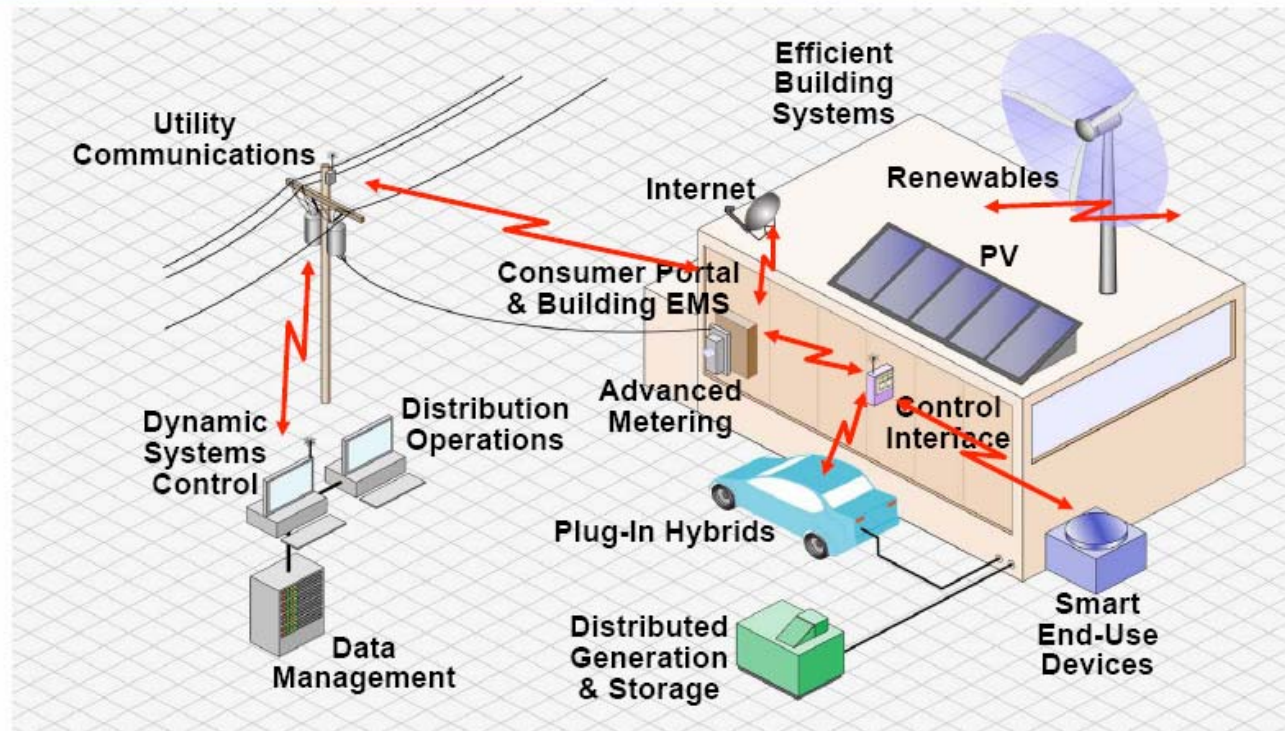 Efficient
Building
Systems
Utility
Communications
Internet
Renewables
PV
Consumer Portal
& Building EMS
Advanced
Metering
Control
Interface
Dynamic
Systems
Control
Distribution
Operations
Plug-In Hybrids
Data
Management
Distributed
Generation
& Storage
Smart
End-Use
Devices